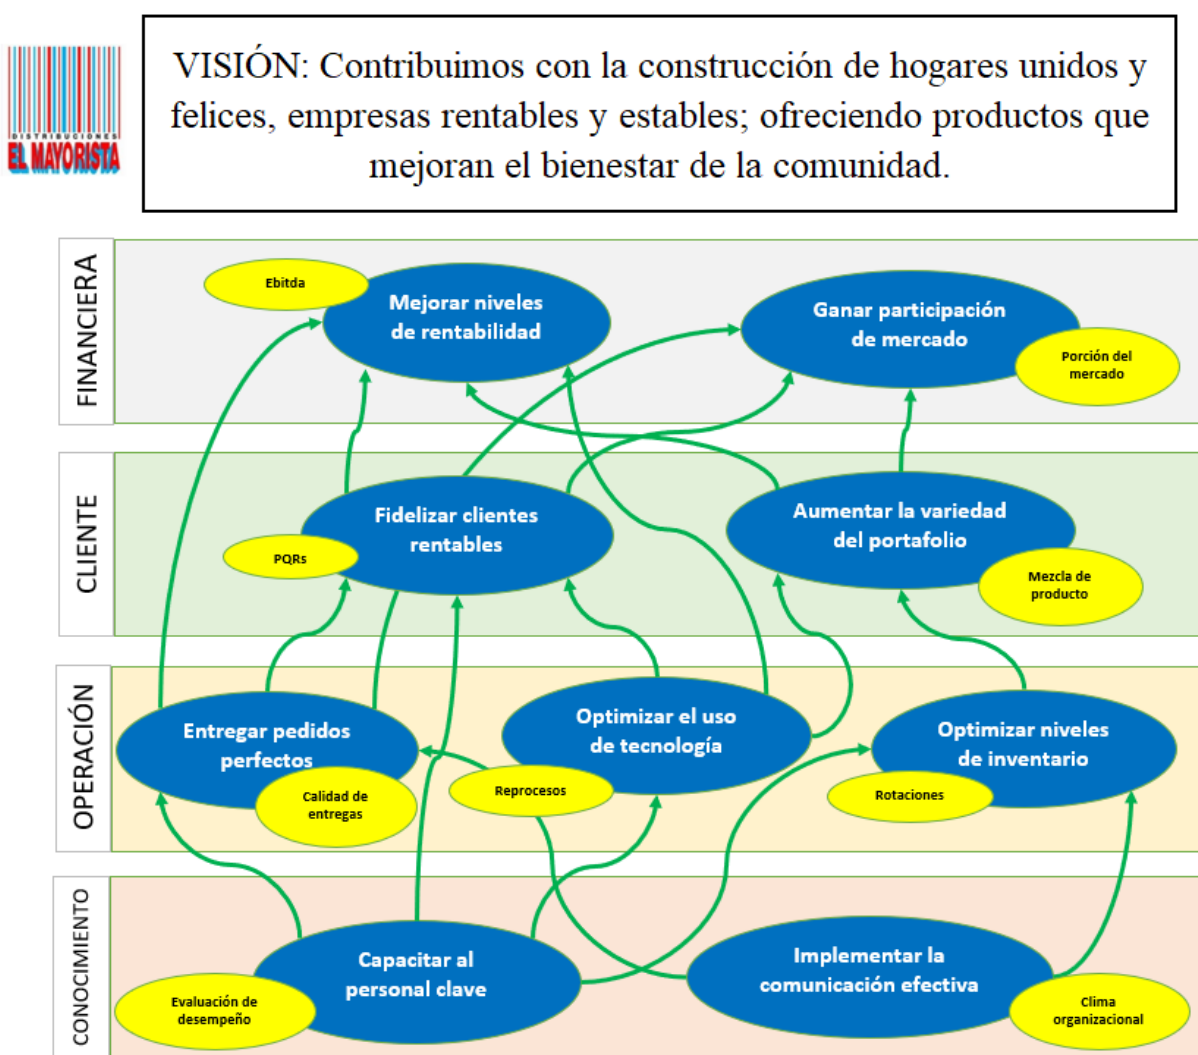 DISTRIBUCIONES
EL MAYORISTA
VISIÓN: Contribuimos con la construcción de hogares unidos y
felices, empresas rentables y estables; ofreciendo productos que
mejoran el bienestar de la comunidad.
FINANCIERA
Ebitda
Mejorar niveles
de rentabilidad
Ganar participación
de mercado
Porción del
mercado
CLIENTE
Fidelizar clientes
rentables
PQRs
Aumentar la variedad
del portafolio
Mezcla de
producto
OPERACIÓN
Entregar pedidos
perfectos
Calidad de
entregas
Optimizar el uso
de tecnología
Reprocesos
Optimizar niveles
de inventario
Rotaciones
CONOCIMIENTO
Capacitar al
personal clave
Evaluación de
desempeño
Implementar la
comunicación efectiva
Clima
organizacional